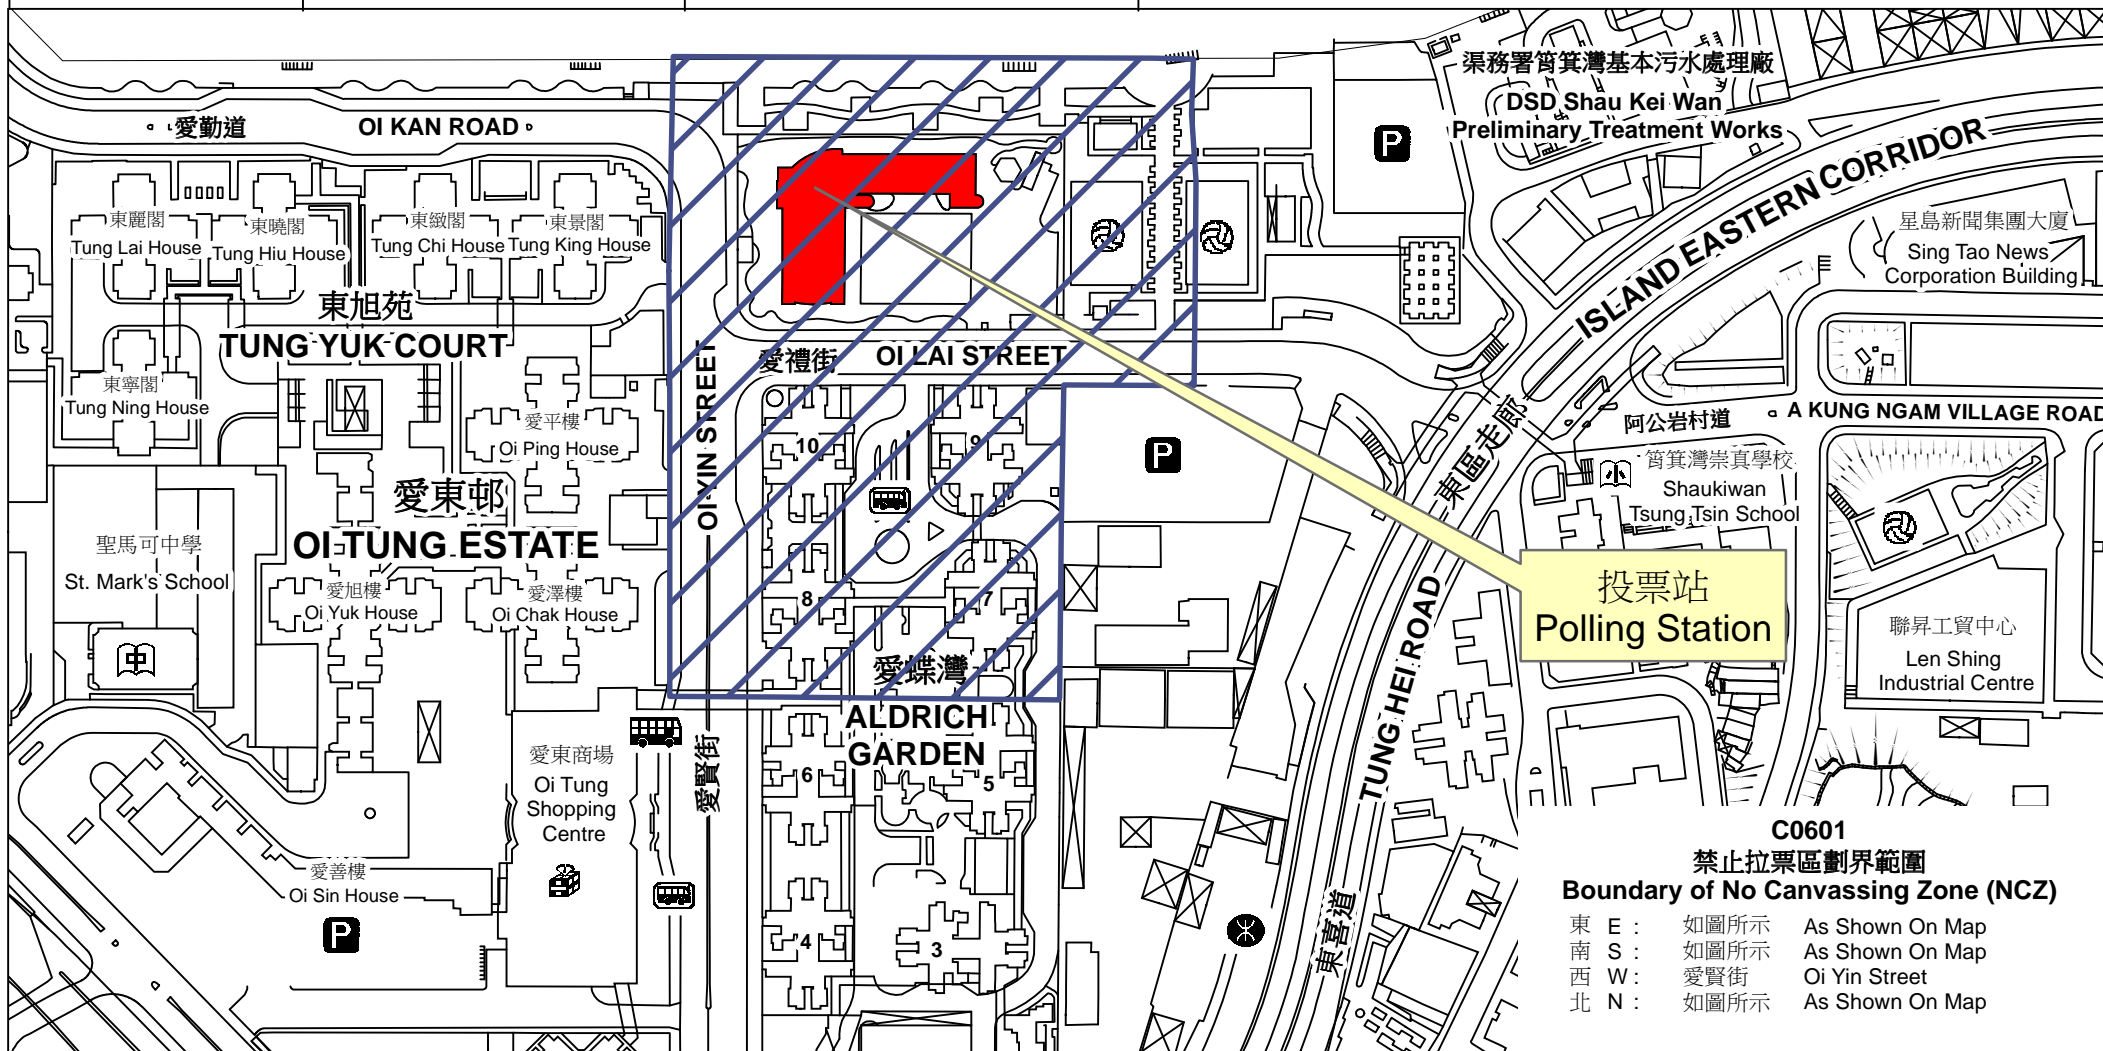 渠務署筲箕灣基本污水處理廠
DSD Shau Kei Wan
Preliminary Treatment Works
愛勤道
OI KAN ROAD
P
ISLAND EASTERN CORRIDOR
東區走廊
東麗閣
Tung Lai House
東曉閣
Tung Hiu House
東緻閣
Tung Chi House
東景閣
Tung King House
星島新聞集團大廈
Sing Tao News
Corporation Building
東旭苑
TUNG YUK COURT
愛禮街
OI LAI STREET
OI YIN STREET
愛賢街
東寧閣
Tung Ning House
愛平樓
Oi Ping House
阿公岩村道
A KUNG NGAM VILLAGE ROAD
10
9
P
筲箕灣崇真學校
Shaukiwan
Tsung Tsin School
小
愛東邨
OI TUNG ESTATE
聖馬可中學
St. Mark's School
中
愛旭樓
Oi Yuk House
愛澤樓
Oi Chak House
8
7
投票站
Polling Station
TUNG HEI ROAD
東喜道
聯昇工貿中心
Len Shing
Industrial Centre
愛蝶灣
ALDRICH
GARDEN
愛東商場
Oi Tung
Shopping
Centre
6
5
愛善樓
Oi Sin House
P
4
3
C0601
禁止拉票區劃界範圍
Boundary of No Canvassing Zone (NCZ)
東 E : 如圖所示 As Shown On Map
南 S : 如圖所示 As Shown On Map
西 W : 愛賢街 Oi Yin Street
北 N : 如圖所示 As Shown On Map